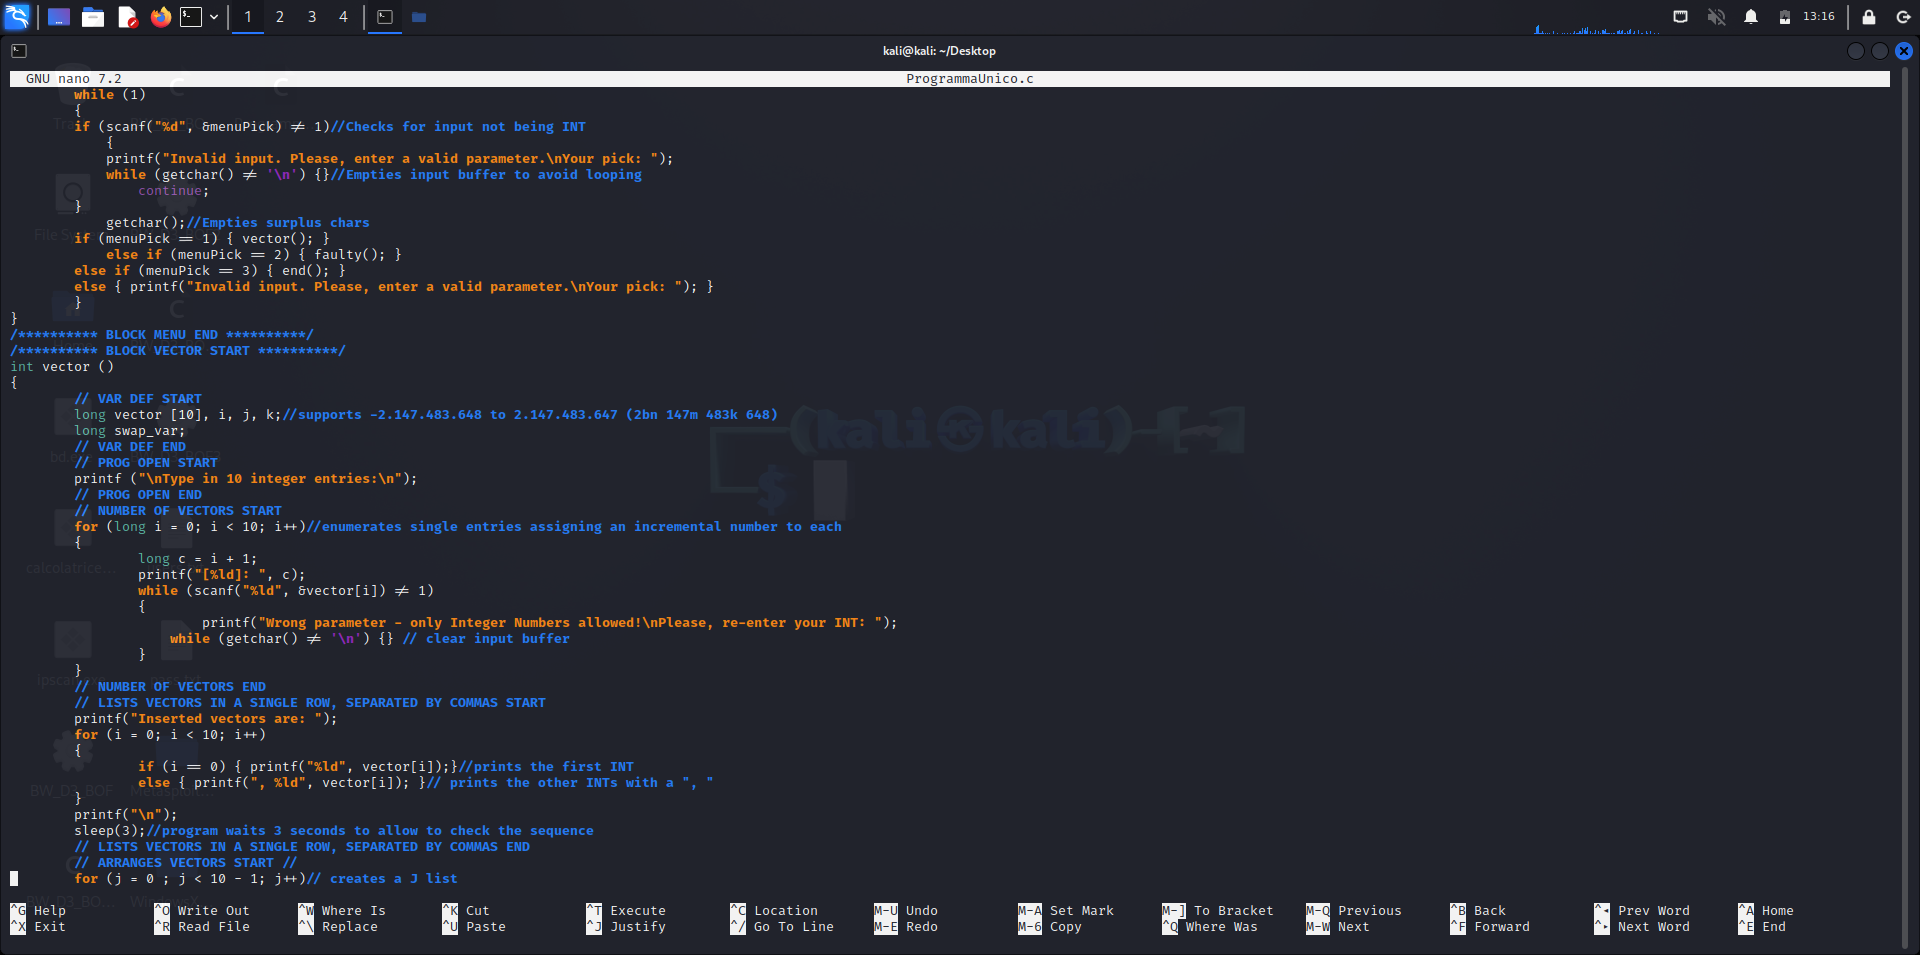 1 2 3 4
13:16
kali@kali: ~/Desktop
GNU nano 7.2 ProgrammaUnico.c
while (1)
{
if (scanf("%d", &menuPick) != 1)//Checks for input not being INT
{
printf("Invalid input. Please, enter a valid parameter.\nYour pick: ");
while (getchar() != '\n') {}//Empties input buffer to avoid looping
continue;
}
getchar();//Empties surplus chars
if (menuPick == 1) { vector(); }
else if (menuPick == 2) { faulty(); }
else if (menuPick == 3) { end(); }
else { printf("Invalid input. Please, enter a valid parameter.\nYour pick: "); }
}
}
/********** BLOCK MENU END **********/
/********** BLOCK VECTOR START **********/
int vector ()
{
// VAR DEF START
long vector [10], i, j, k;//supports -2.147.483.648 to 2.147.483.647 (2bn 147m 483k 648)
long swap_var;
// VAR DEF END
// PROG OPEN START
printf ("\nType in 10 integer entries:\n");
// PROG OPEN END
// NUMBER OF VECTORS START
for (long i = 0; i < 10; i++)//enumerates single entries assigning an incremental number to each
{
long c = i + 1;
printf("[%ld]: ", c);
while (scanf("%ld", &vector[i]) != 1)
{
printf("Wrong parameter - only Integer Numbers allowed!\nPlease, re-enter your INT: ");
while (getchar() != '\n') {} // clear input buffer
}
}
// NUMBER OF VECTORS END
// LISTS VECTORS IN A SINGLE ROW, SEPARATED BY COMMAS START
printf("Inserted vectors are: ");
for (i = 0; i < 10; i++)
{
if (i == 0) { printf("%ld", vector[i]);}//prints the first INT
else { printf(", %ld", vector[i]); }// prints the other INTs with a ", "
}
printf("\n");
sleep(3);//program waits 3 seconds to allow to check the sequence
// LISTS VECTORS IN A SINGLE ROW, SEPARATED BY COMMAS END
// ARRANGES VECTORS START //
for (j = 0 ; j < 10 - 1; j++)// creates a J list
(kali㉿kali)-[~]
$
^G Help ^O Write Out ^W Where Is ^K Cut ^T Execute ^C Location M-U Undo M-A Set Mark M-] To Bracket M-Q Previous ^B Back ^◂ Prev Word ^A Home
^X Exit ^R Read File ^\ Replace ^U Paste ^J Justify ^/ Go To Line M-E Redo M-6 Copy ^Q Where Was M-W Next ^F Forward ^▸ Next Word ^E End